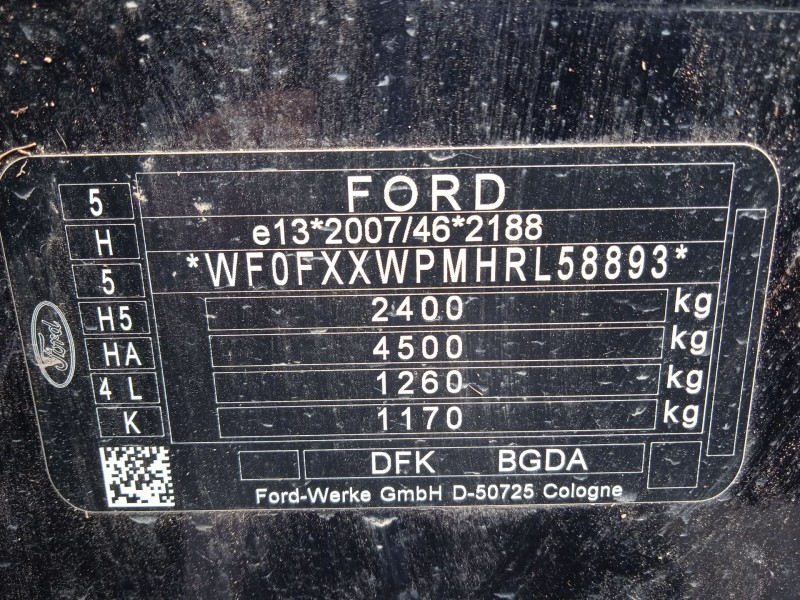 5 FORD
H e13*2007/46*2188
5 *WF0FXXWPMHRL58893*
H5 2400 kg
HA 4500 kg
4 L 1260 kg
K 1170 kg
Ford
DFK BGDA
Ford-Werke GmbH D-50725 Cologne